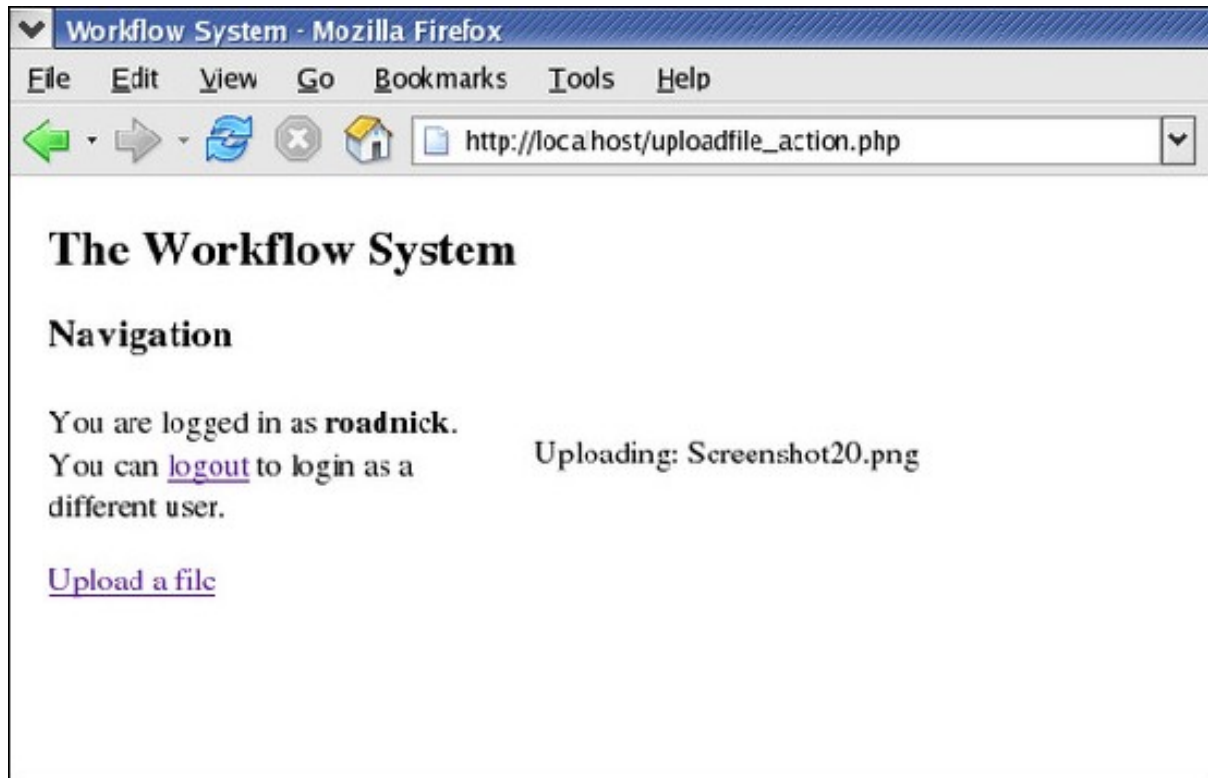 Workflow System - Mozilla Firefox
File Edit View Go Bookmarks Tools Help
http://localhost/uploadfile_action.php
The Workflow System
Navigation
You are logged in as roadnick.
You can logout to login as a
different user.
Uploading: Screenshot20.png
Upload a file